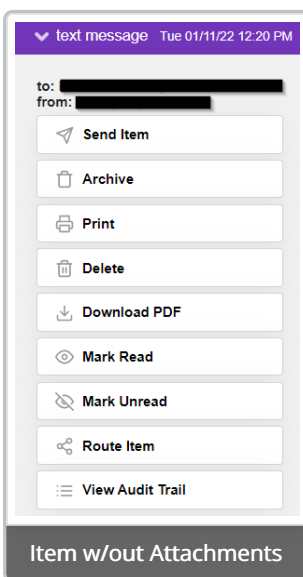 text message Tue 01/11/22 12:20 PM
to:
from:
Send Item
Archive
Print
Delete
Download PDF
Mark Read
Mark Unread
Route Item
View Audit Trail
Item w/out Attachments